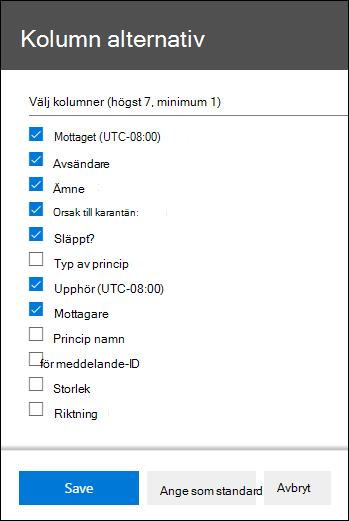 Kolumn alternativ
Välj kolumner (högst 7, minimum 1)
Mottaget (UTC-08:00)
Avsändare
Ämne
Orsak till karantän:
Släppt?
Typ av princip
Upphör (UTC-08:00)
Mottagare
Princip namn
för meddelande-ID
Storlek
Riktning
Save
Ange som standard
Avbryt